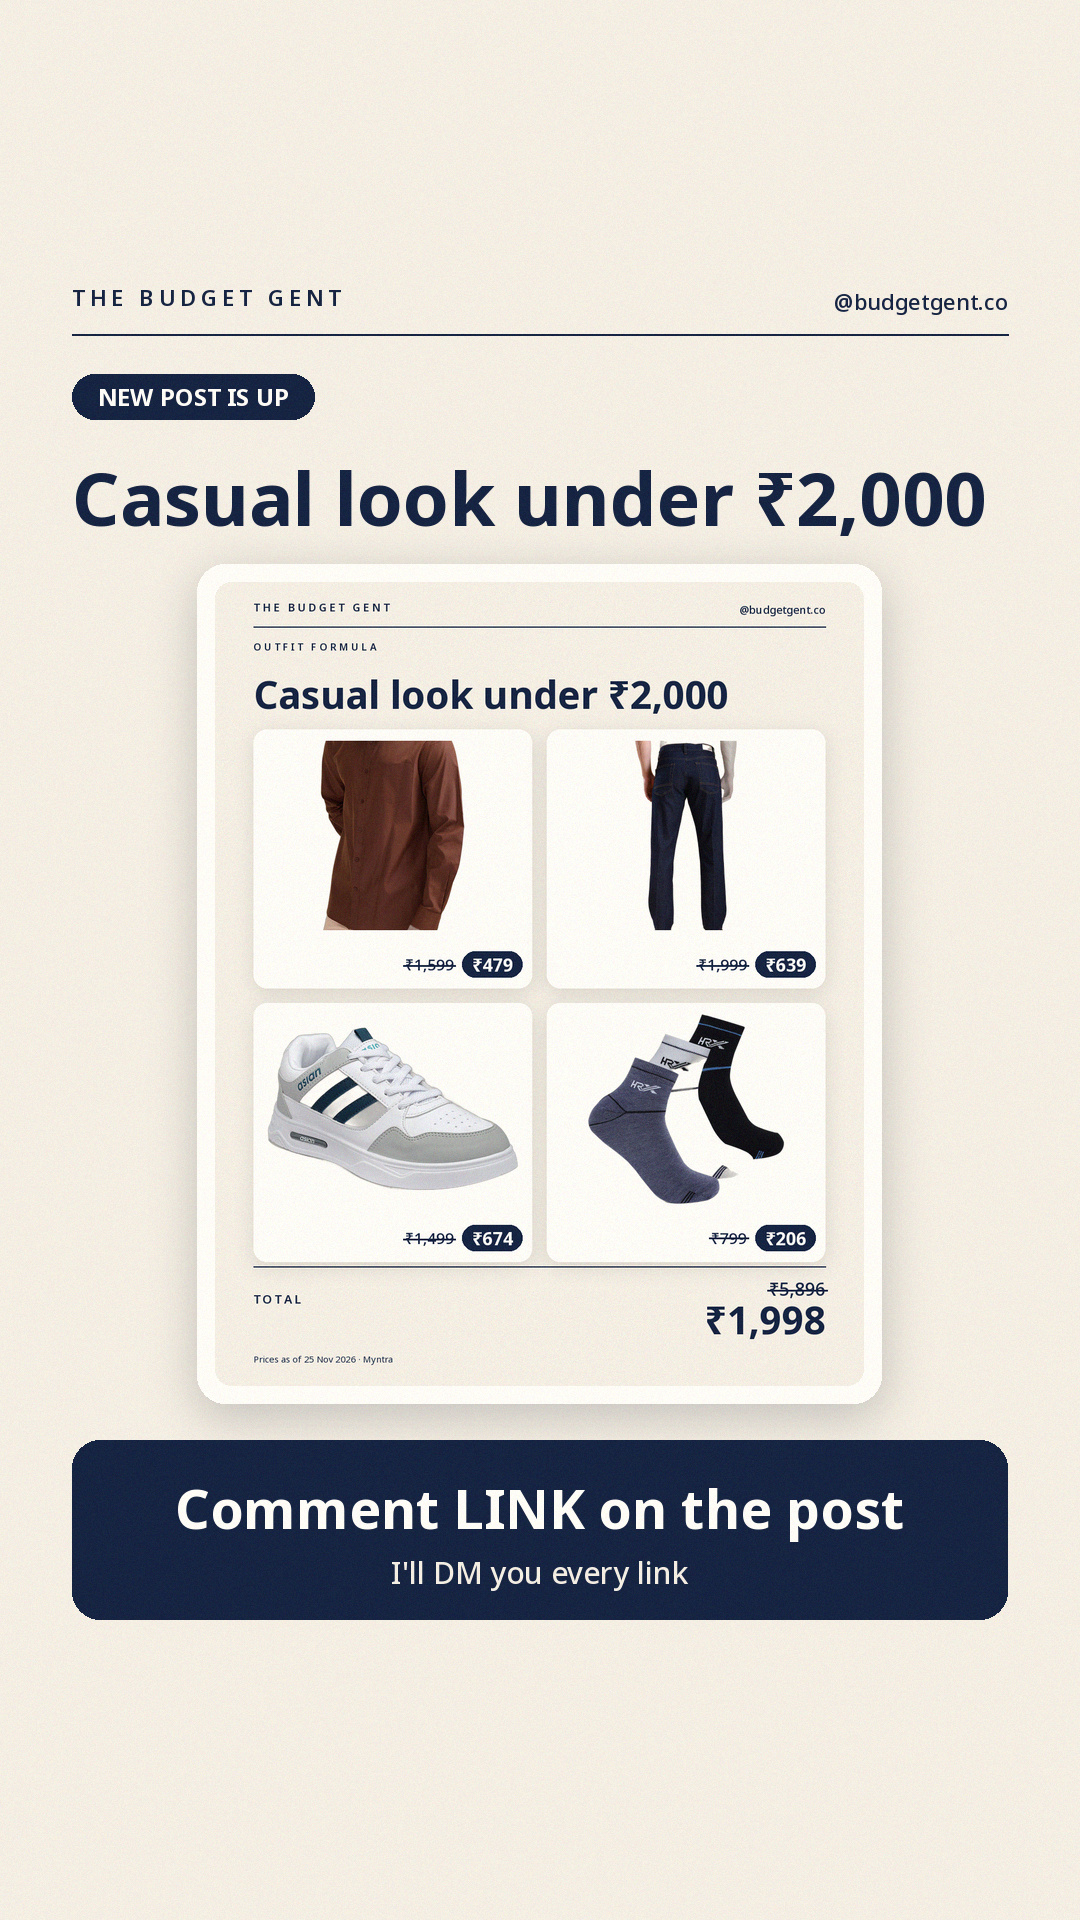 THE BUDGET GENT
@budgetgent.co
NEW POST IS UP
Casual look under ₹2,000
THE BUDGET GENT
@budgetgent.co
OUTFIT FORMULA
Casual look under ₹2,000
₹1,599 ₹479
₹1,999 ₹639
asian
asian
HRX
HRX
HRX
₹1,499 ₹674
₹799 ₹206
TOTAL
₹5,896
₹1,998
Prices as of 25 Nov 2026 · Myntra
Comment LINK on the post
I'll DM you every link